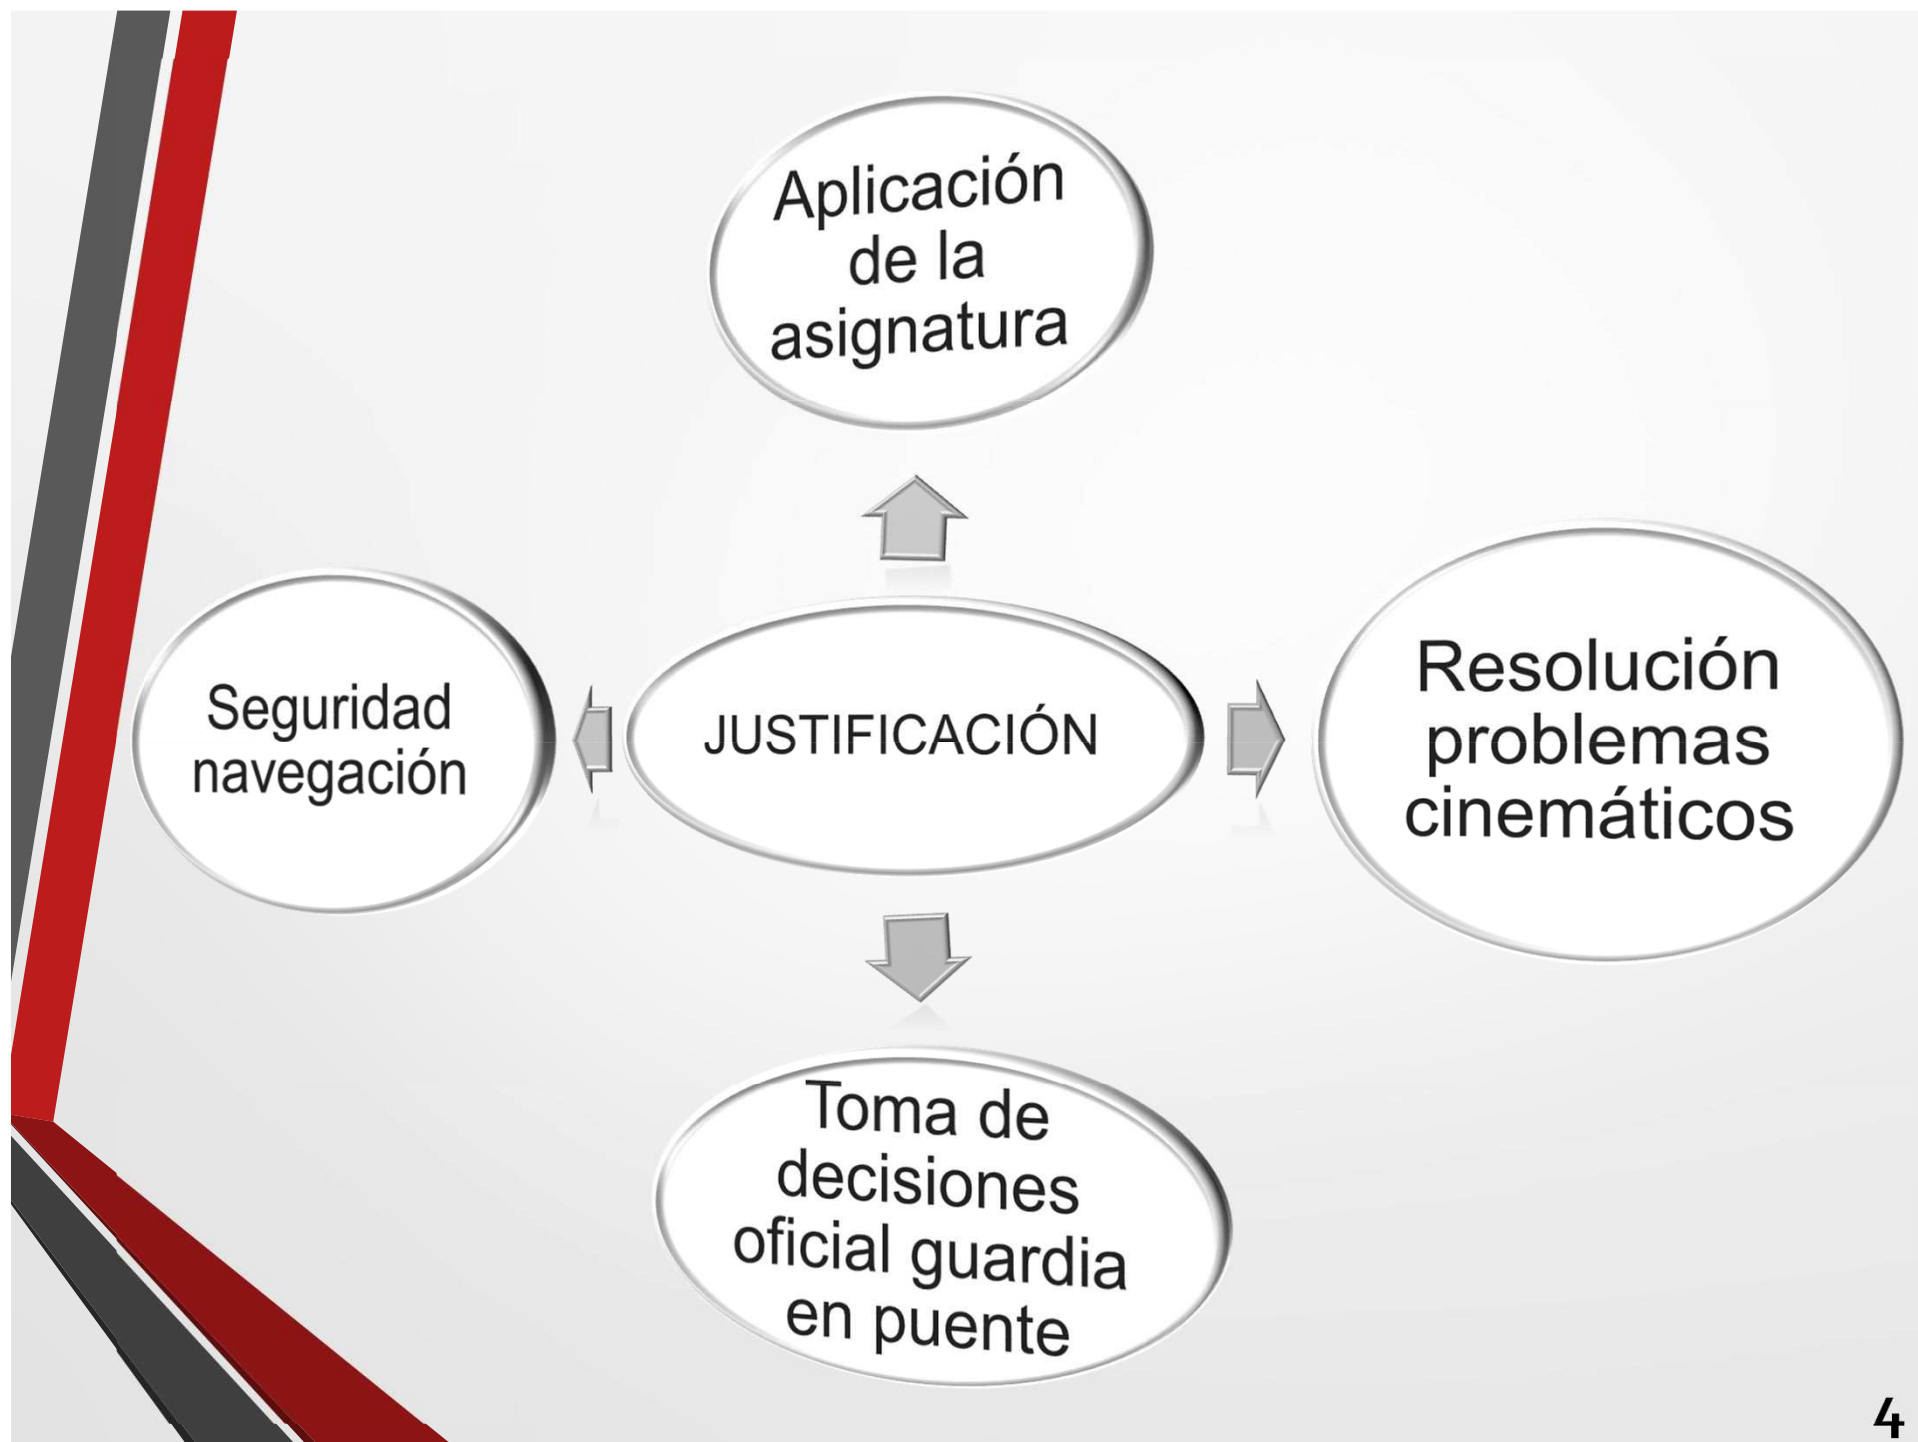 Aplicación
de la
asignatura
Seguridad
navegación
JUSTIFICACIÓN
Resolución
problemas
cinemáticos
Toma de
decisiones
oficial guardia
en puente
4